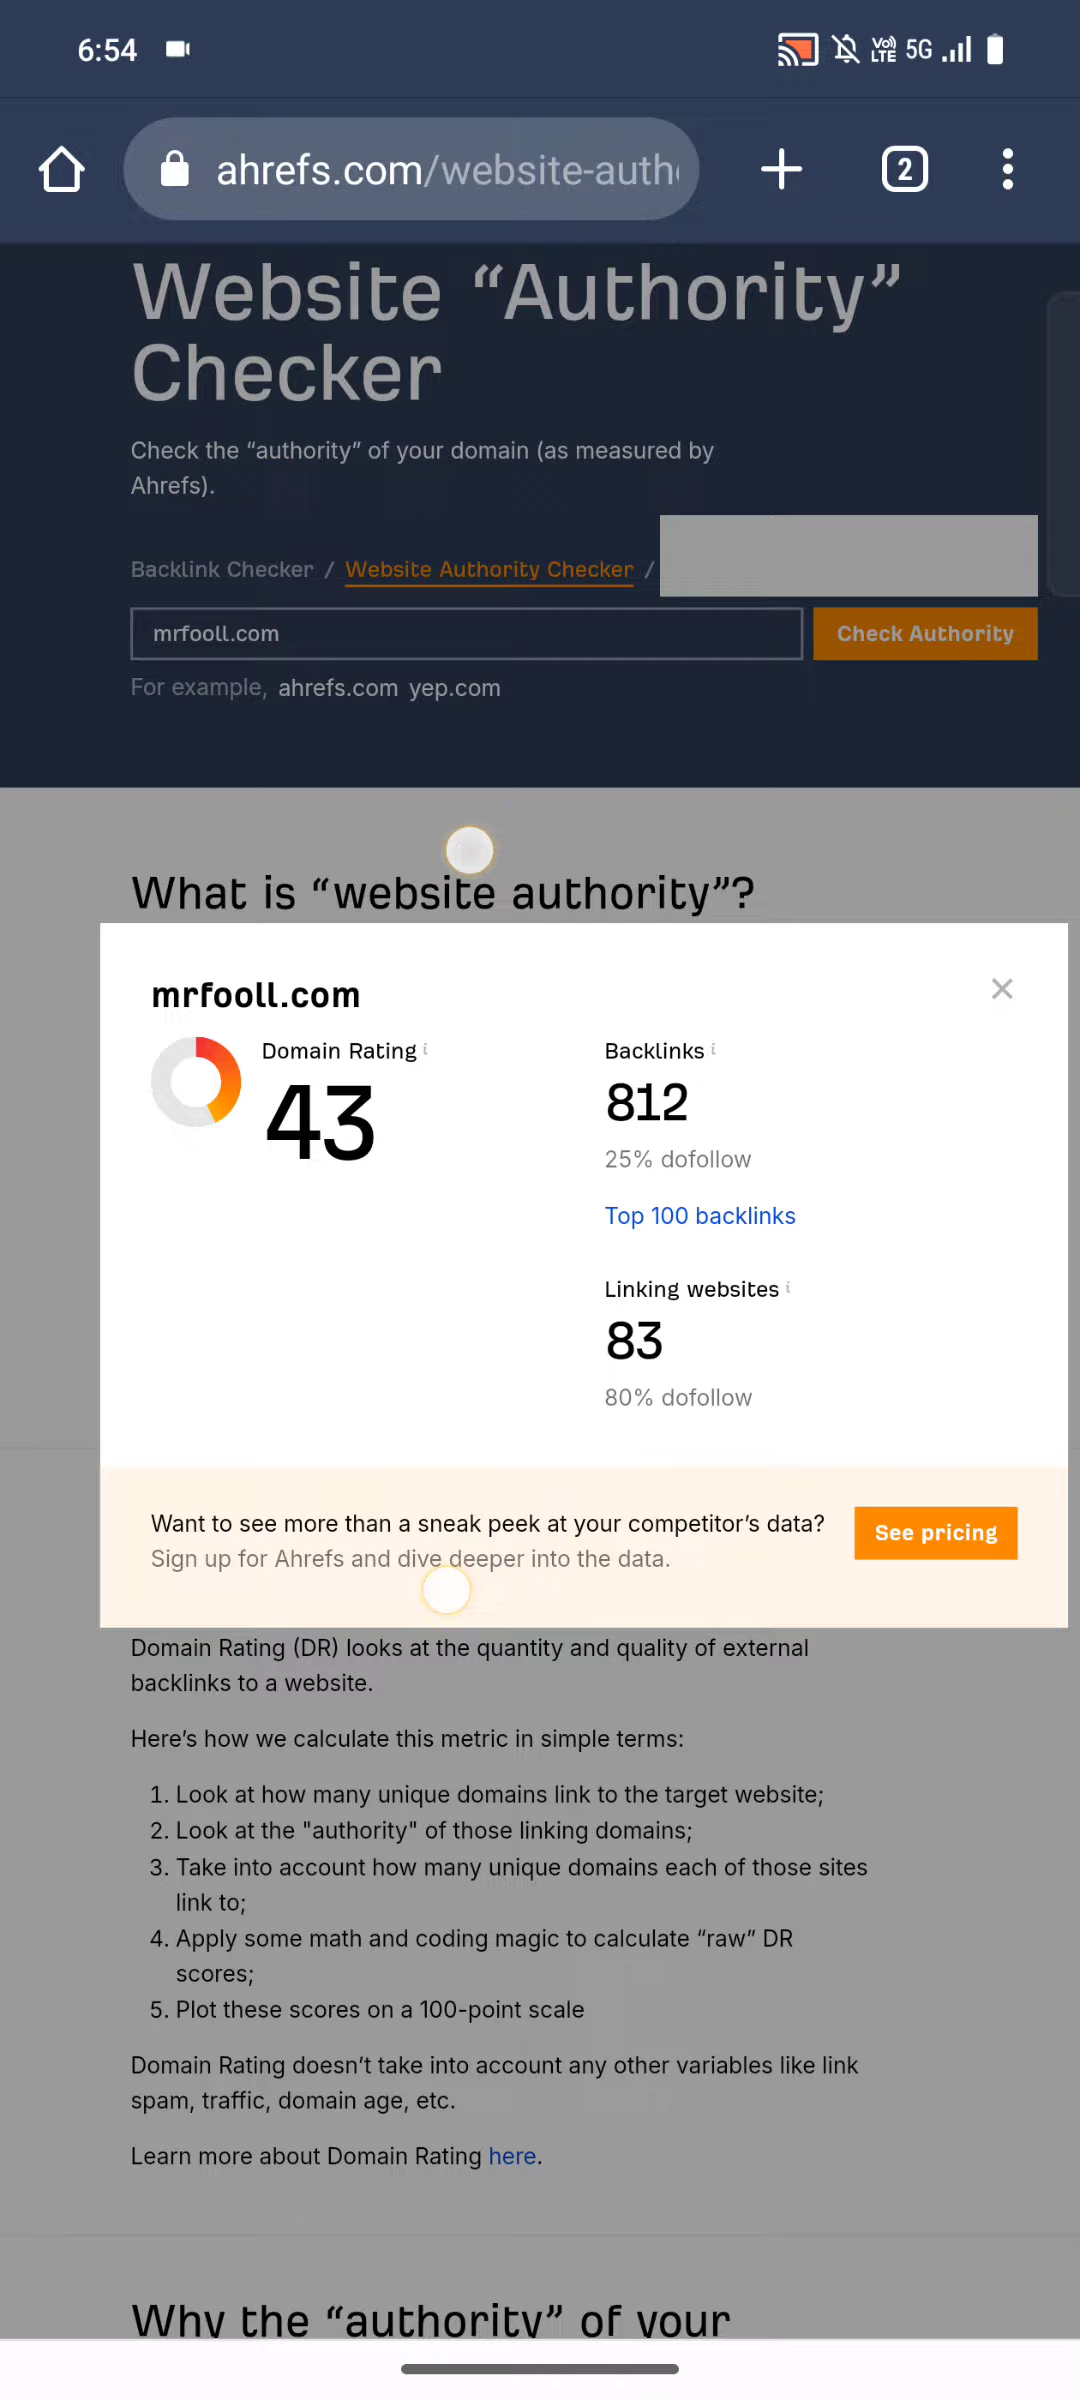 6:54
Vo) LTE 5G
ahrefs.com/website-auth
2
Website “Authority”
Checker
Check the “authority” of your domain (as measured by
Ahrefs).
Backlink Checker / Website Authority Checker /
mrfooll.com
Check Authority
For example, ahrefs.com yep.com
What is “website authority”?
mrfooll.com
Domain Rating i
43
Backlinks i
812
25% dofollow
Top 100 backlinks
Linking websites i
83
80% dofollow
Want to see more than a sneak peek at your competitor’s data?
Sign up for Ahrefs and dive deeper into the data.
See pricing
Domain Rating (DR) looks at the quantity and quality of external
backlinks to a website.
Here’s how we calculate this metric in simple terms:
1. Look at how many unique domains link to the target website;
2. Look at the "authority" of those linking domains;
3. Take into account how many unique domains each of those sites
link to;
4. Apply some math and coding magic to calculate “raw” DR
scores;
5. Plot these scores on a 100-point scale
Domain Rating doesn’t take into account any other variables like link
spam, traffic, domain age, etc.
Learn more about Domain Rating here.
Why the “authority” of your